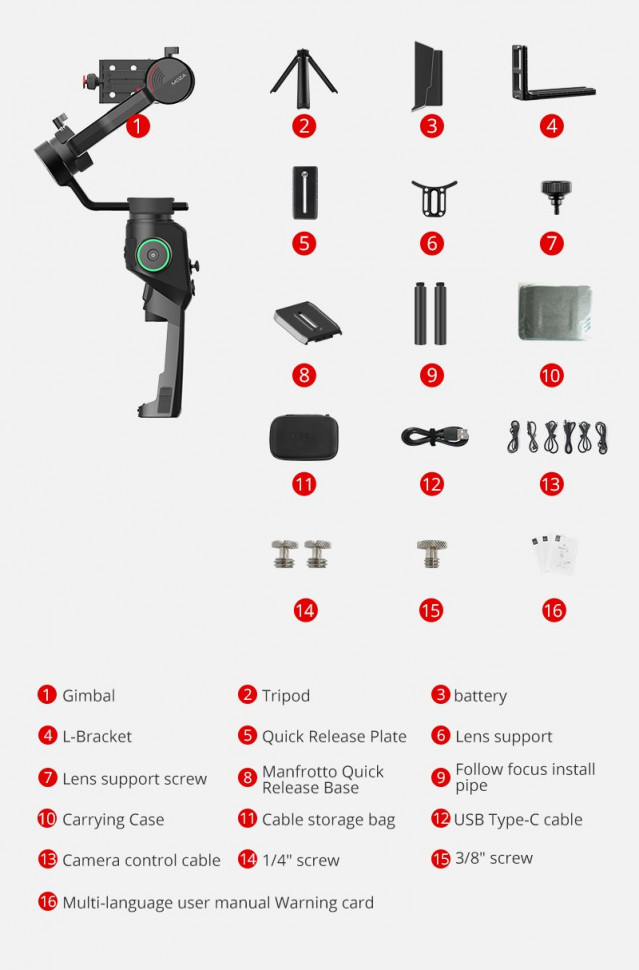 MOZA
1
2
3
4
5
6
7
8
9
10
11
12
13
14
15
16
1 Gimbal
2 Tripod
3 battery
4 L-Bracket
5 Quick Release Plate
6 Lens support
7 Lens support screw
8 Manfrotto Quick
Release Base
9 Follow focus install
pipe
10 Carrying Case
11 Cable storage bag
12 USB Type-C cable
13 Camera control cable
14 1/4" screw
15 3/8" screw
16 Multi-language user manual Warning card